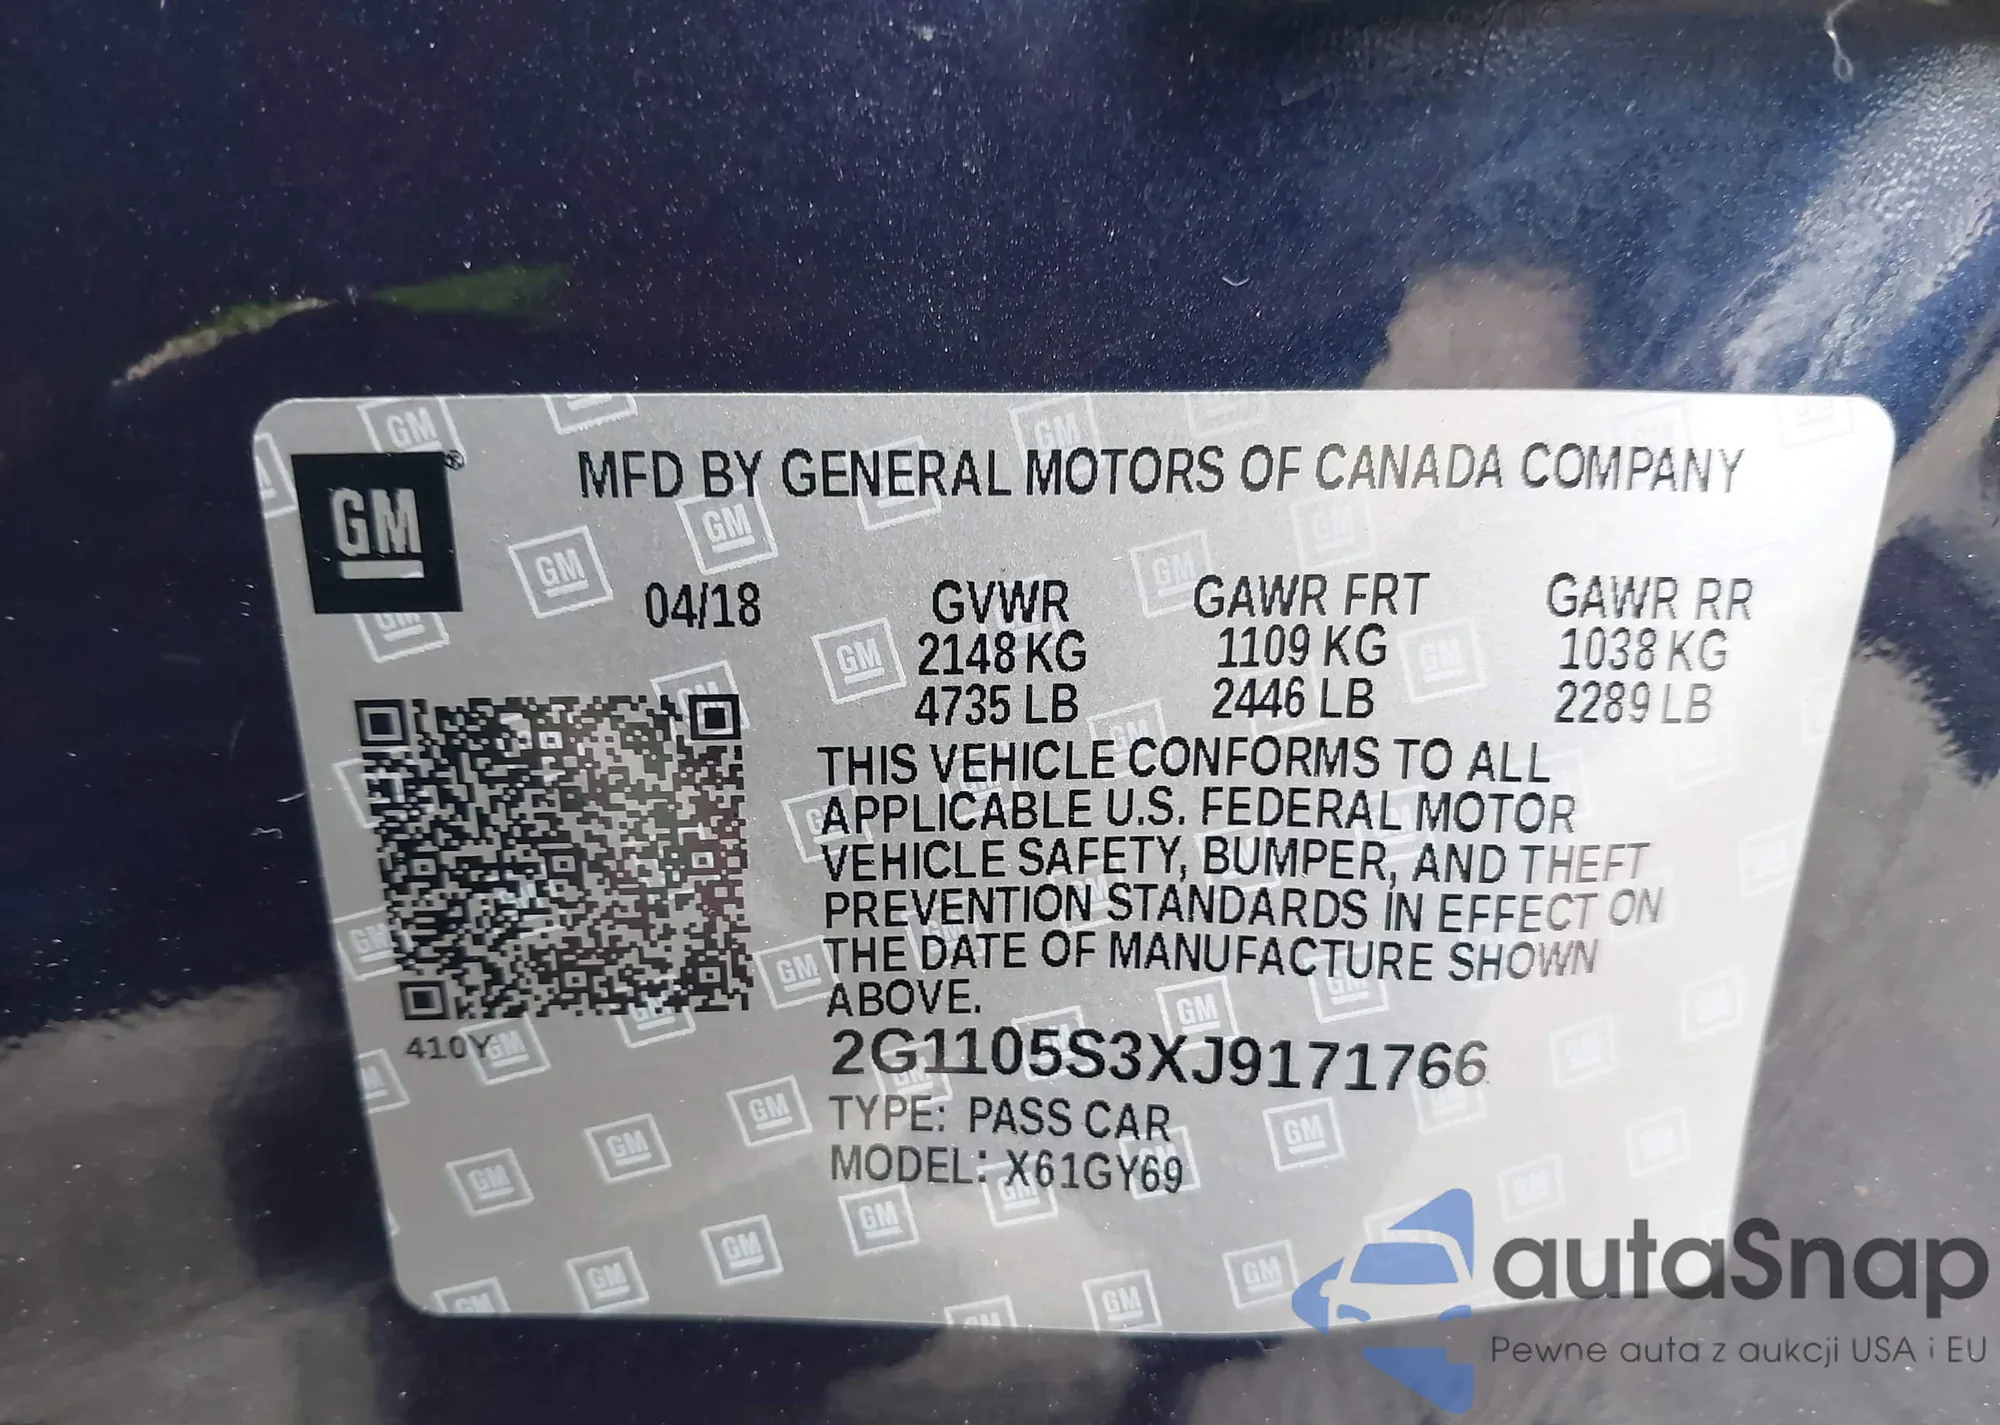 GM
MFD BY GENERAL MOTORS OF CANADA COMPANY
04/18 GVWR GAWR FRT GAWR RR
2148 KG 1109 KG 1038 KG
4735 LB 2446 LB 2289 LB
THIS VEHICLE CONFORMS TO ALL
APPLICABLE U.S. FEDERAL MOTOR
VEHICLE SAFETY, BUMPER, AND THEFT
PREVENTION STANDARDS IN EFFECT ON
THE DATE OF MANUFACTURE SHOWN
ABOVE.
410Y
2G1105S3XJ9171766
TYPE: PASS CAR
MODEL: X61GY69
autaSnap
Pewne auta z aukcji USA i EU